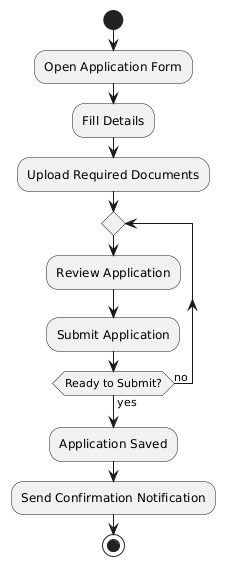 Open Application Form
Fill Details
Upload Required Documents
Review Application
Submit Application
Ready to Submit?
no
yes
Application Saved
Send Confirmation Notification